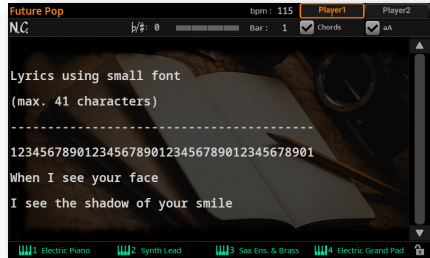 Future Pop bpm: 115 Player1 Player2
N.C. b/#: 0 Bar: 1 Chords aA
Lyrics using small font
(max. 41 characters)
-----------------------------------------
12345678901234567890123456789012345678901
When I see your face
I see the shadow of your smile
1 Electric Piano 2 Synth Lead 3 Sax Ens. & Brass 4 Electric Grand Pad